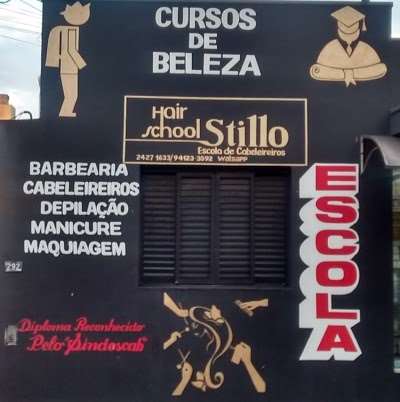 CURSOS
DE
BELEZA
Hair
School Stillo
Escola de Cabeleireiros
2427 1633/94123-3092 Watsapp
BARBEARIA
CABELEIREIROS
DEPILAÇÃO
MANICURE
MAQUIAGEM
292
ESCOLA
Diploma Reconhecido
Pelo "Sindoscab"